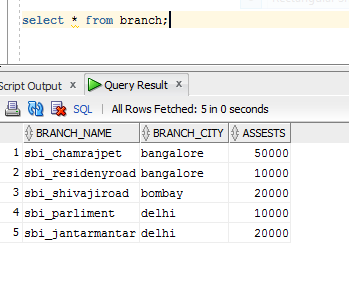 select * from branch;
Script Output x Query Result x
SQL | All Rows Fetched: 5 in 0 seconds
BRANCH_NAME BRANCH_CITY ASSESTS
1 sbi_chamrajpet bangalore 50000
2 sbi_residenyroad bangalore 10000
3 sbi_shivajiroad bombay 20000
4 sbi_parliment delhi 10000
5 sbi_jantarmantar delhi 20000